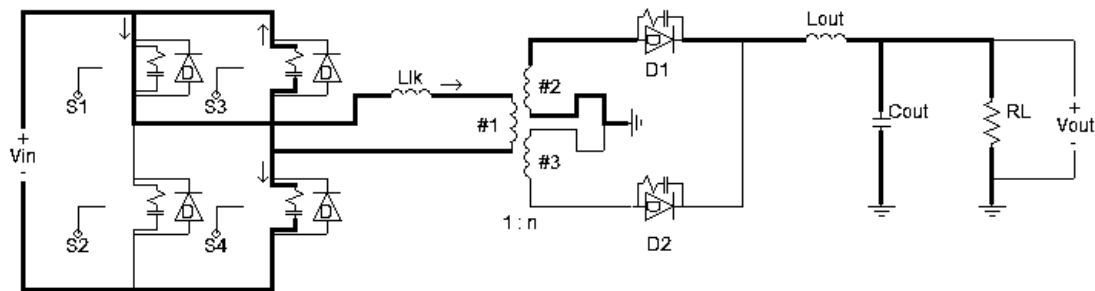 D1
Lout
S1
D
S3
D
Llk
#2
#1
+
Vin
-
Cout
RL
+
Vout
-
#3
S2
D
S4
D
1 : n
D2